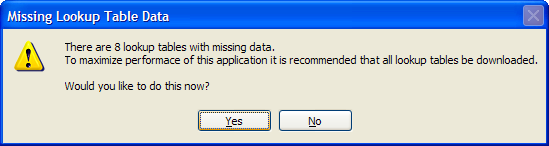 Missing Lookup Table Data
There are 8 lookup tables with missing data.
To maximize performace of this application it is recommended that all lookup tables be downloaded.
Would you like to do this now?
Yes No